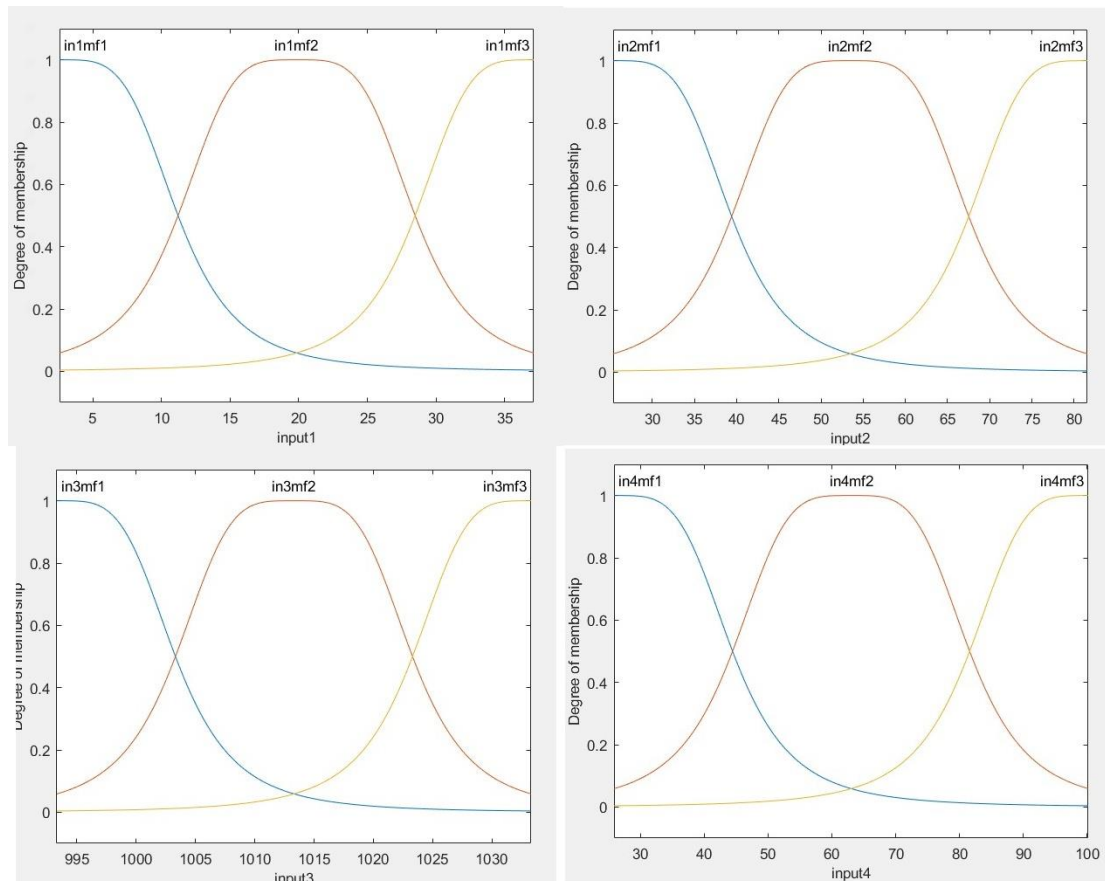 in1mf1 in1mf2 in1mf3
1
0.8
0.6
0.4
0.2
0
Degree of membership
5 10 15 20 25 30 35
input1
in2mf1 in2mf2 in2mf3
1
0.8
0.6
0.4
0.2
0
Degree of membership
30 35 40 45 50 55 60 65 70 75 80
input2
in3mf1 in3mf2 in3mf3
1
0.8
0.6
0.4
0.2
0
Degree of membership
995 1000 1005 1010 1015 1020 1025 1030
input3
in4mf1 in4mf2 in4mf3
1
0.8
0.6
0.4
0.2
0
Degree of membership
30 40 50 60 70 80 90 100
input4